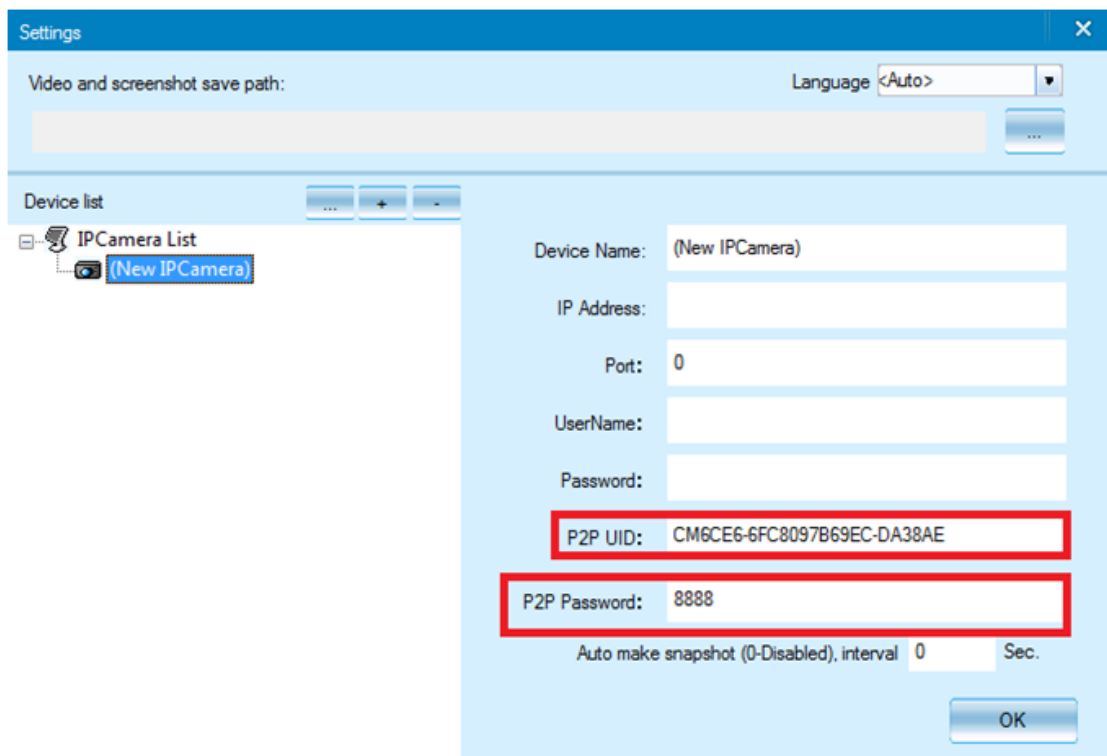 Settings
Video and screenshot save path:
Language <Auto>
...
Device list ... + -
IPCamera List
(New IPCamera)
Device Name: (New IPCamera)
IP Address:
Port: 0
UserName:
Password:
P2P UID: CM6CE6-6FC8097B69EC-DA38AE
P2P Password: 8888
Auto make snapshot (0-Disabled), interval 0 Sec.
OK